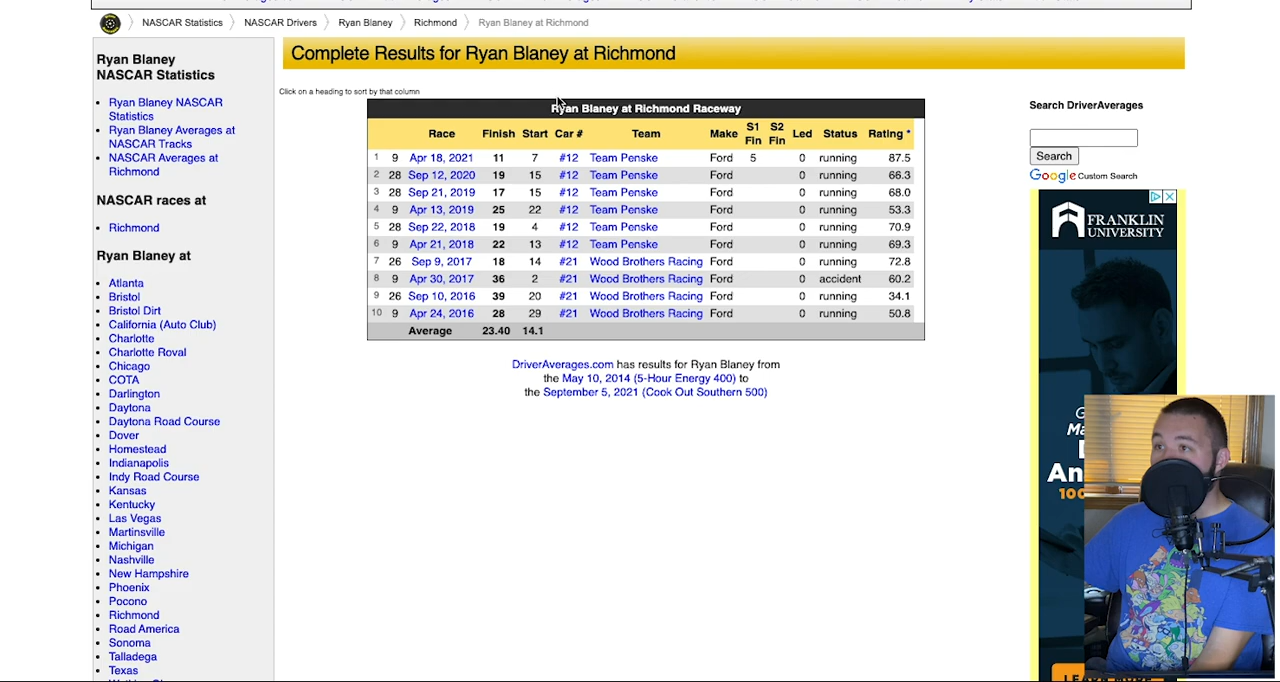 NASCAR Statistics NASCAR Drivers Ryan Blaney Richmond Ryan Blaney at Richmond
Ryan Blaney
NASCAR Statistics
• Ryan Blaney NASCAR
Statistics
• Ryan Blaney Averages at
NASCAR Tracks
• NASCAR Averages at
Richmond
NASCAR races at
• Richmond
Ryan Blaney at
• Atlanta
• Bristol
• Bristol Dirt
• California (Auto Club)
• Charlotte
• Charlotte Roval
• Chicago
• COTA
• Darlington
• Daytona
• Daytona Road Course
• Dover
• Homestead
• Indianapolis
• Indy Road Course
• Kansas
• Kentucky
• Las Vegas
• Martinsville
• Michigan
• Nashville
• New Hampshire
• Phoenix
• Pocono
• Richmond
• Road America
• Sonoma
• Talladega
• Texas
Complete Results for Ryan Blaney at Richmond
Click on a heading to sort by that column
Ryan Blaney at Richmond Raceway
Race Finish Start Car # Team Make S1 Fin S2 Fin Led Status Rating *
1 9 Apr 18, 2021 11 7 #12 Team Penske Ford 5 0 running 87.5
2 28 Sep 12, 2020 19 15 #12 Team Penske Ford 0 running 66.3
3 28 Sep 21, 2019 17 15 #12 Team Penske Ford 0 running 68.0
4 9 Apr 13, 2019 25 22 #12 Team Penske Ford 0 running 53.3
5 28 Sep 22, 2018 19 4 #12 Team Penske Ford 0 running 70.9
6 9 Apr 21, 2018 22 13 #12 Team Penske Ford 0 running 69.3
7 26 Sep 9, 2017 18 14 #21 Wood Brothers Racing Ford 0 running 72.8
8 9 Apr 30, 2017 36 2 #21 Wood Brothers Racing Ford 0 accident 60.2
9 26 Sep 10, 2016 39 20 #21 Wood Brothers Racing Ford 0 running 34.1
10 9 Apr 24, 2016 28 29 #21 Wood Brothers Racing Ford 0 running 50.8
Average 23.40 14.1
DriverAverages.com has results for Ryan Blaney from
the May 10, 2014 (5-Hour Energy 400) to
the September 5, 2021 (Cook Out Southern 500)
Search DriverAverages
Search
Google Custom Search
FRANKLIN
UNIVERSITY